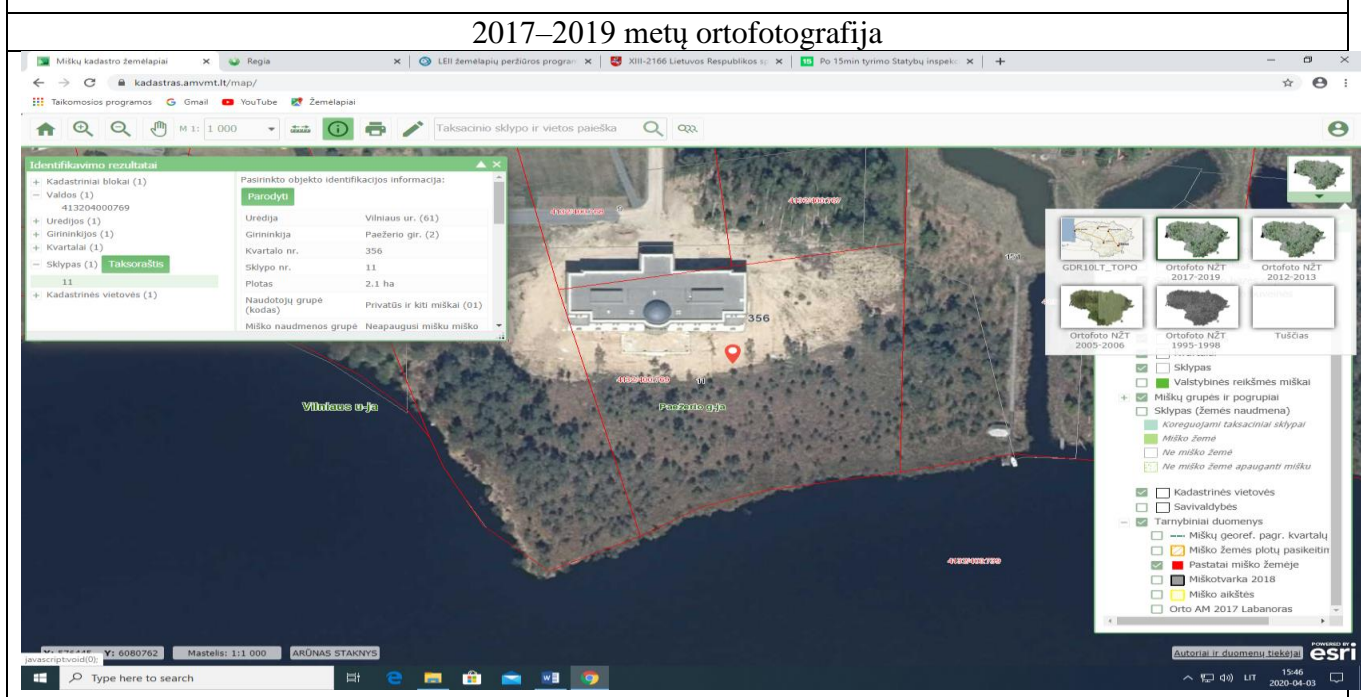 2017–2019 metų ortofotografija
Miškų kadastro žemėlapiai
Regia
LEII žemėlapių peržiūros program
XIII-2166 Lietuvos Respublikos sp
Po 15min tyrimo Statybų inspek
kadastras.amvmt.lt/map/
Taikomosios programos Gmail YouTube Žemėlapiai
M 1: 1 000
Taksacinio sklypo ir vietos paieška
Identifikavimo rezultatai
+ Kadastriniai blokai (1)
− Valdos (1)
413204000769
+ Urėdijos (1)
+ Girininkijos (1)
+ Kvartalai (1)
− Sklypas (1) Taksoraštis
11
+ Kadastrinės vietovės (1)
Pasirinkto objekto identifikacijos informacija:
Parodyti
Urėdija Vilniaus ur. (61)
Girininkija Paežerio gir. (2)
Kvartalo nr. 356
Sklypo nr. 11
Plotas 2.1 ha
Naudotojų grupė (kodas) Privatūs ir kiti miškai (01)
Miško naudmenos grupė Neapaugusi mišku miško
356
11
Vilniaus u-ja
Paežerio g-ja
GDR10LT_TOPO
Ortofoto NŽT 2017-2019
Ortofoto NŽT 2012-2013
Ortofoto NŽT 2005-2006
Ortofoto NŽT 1995-1998
Tuščias
Sklypas
Valstybinės reikšmės miškai
+ Miškų grupės ir pogrupiai
Sklypas (žemės naudmena)
Koreguojami taksaciniai sklypai
Miško žemė
Ne miško žemė
Ne miško žemė apauganti mišku
Kadastrinės vietovės
Savivaldybės
− Tarnybiniai duomenys
Miškų georef. pagr. kvartalų
Miško žemės plotų pasikeitim
Pastatai miško žemėje
Miškotvarka 2018
Miško aikštės
Orto AM 2017 Labanoras
Y: 6080762
Mastelis: 1:1 000
ARŪNAS STAKNYS
javascript:void(0);
Autoriai ir duomenų tiekėjai
POWERED BY
esri
Type here to search
LIT
15:46
2020-04-03